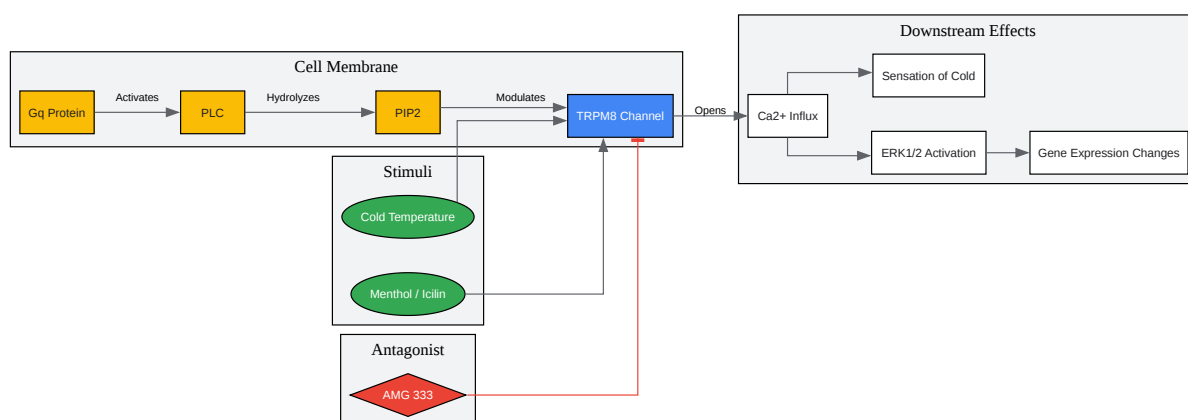 Downstream Effects
Cell Membrane
Sensation of Cold
Gq Protein
Activates
PLC
Hydrolyzes
PIP2
Modulates
TRPM8 Channel
Opens
Ca2+ Influx
ERK1/2 Activation
Gene Expression Changes
Stimuli
Cold Temperature
Menthol / Icilin
Antagonist
AMG 333